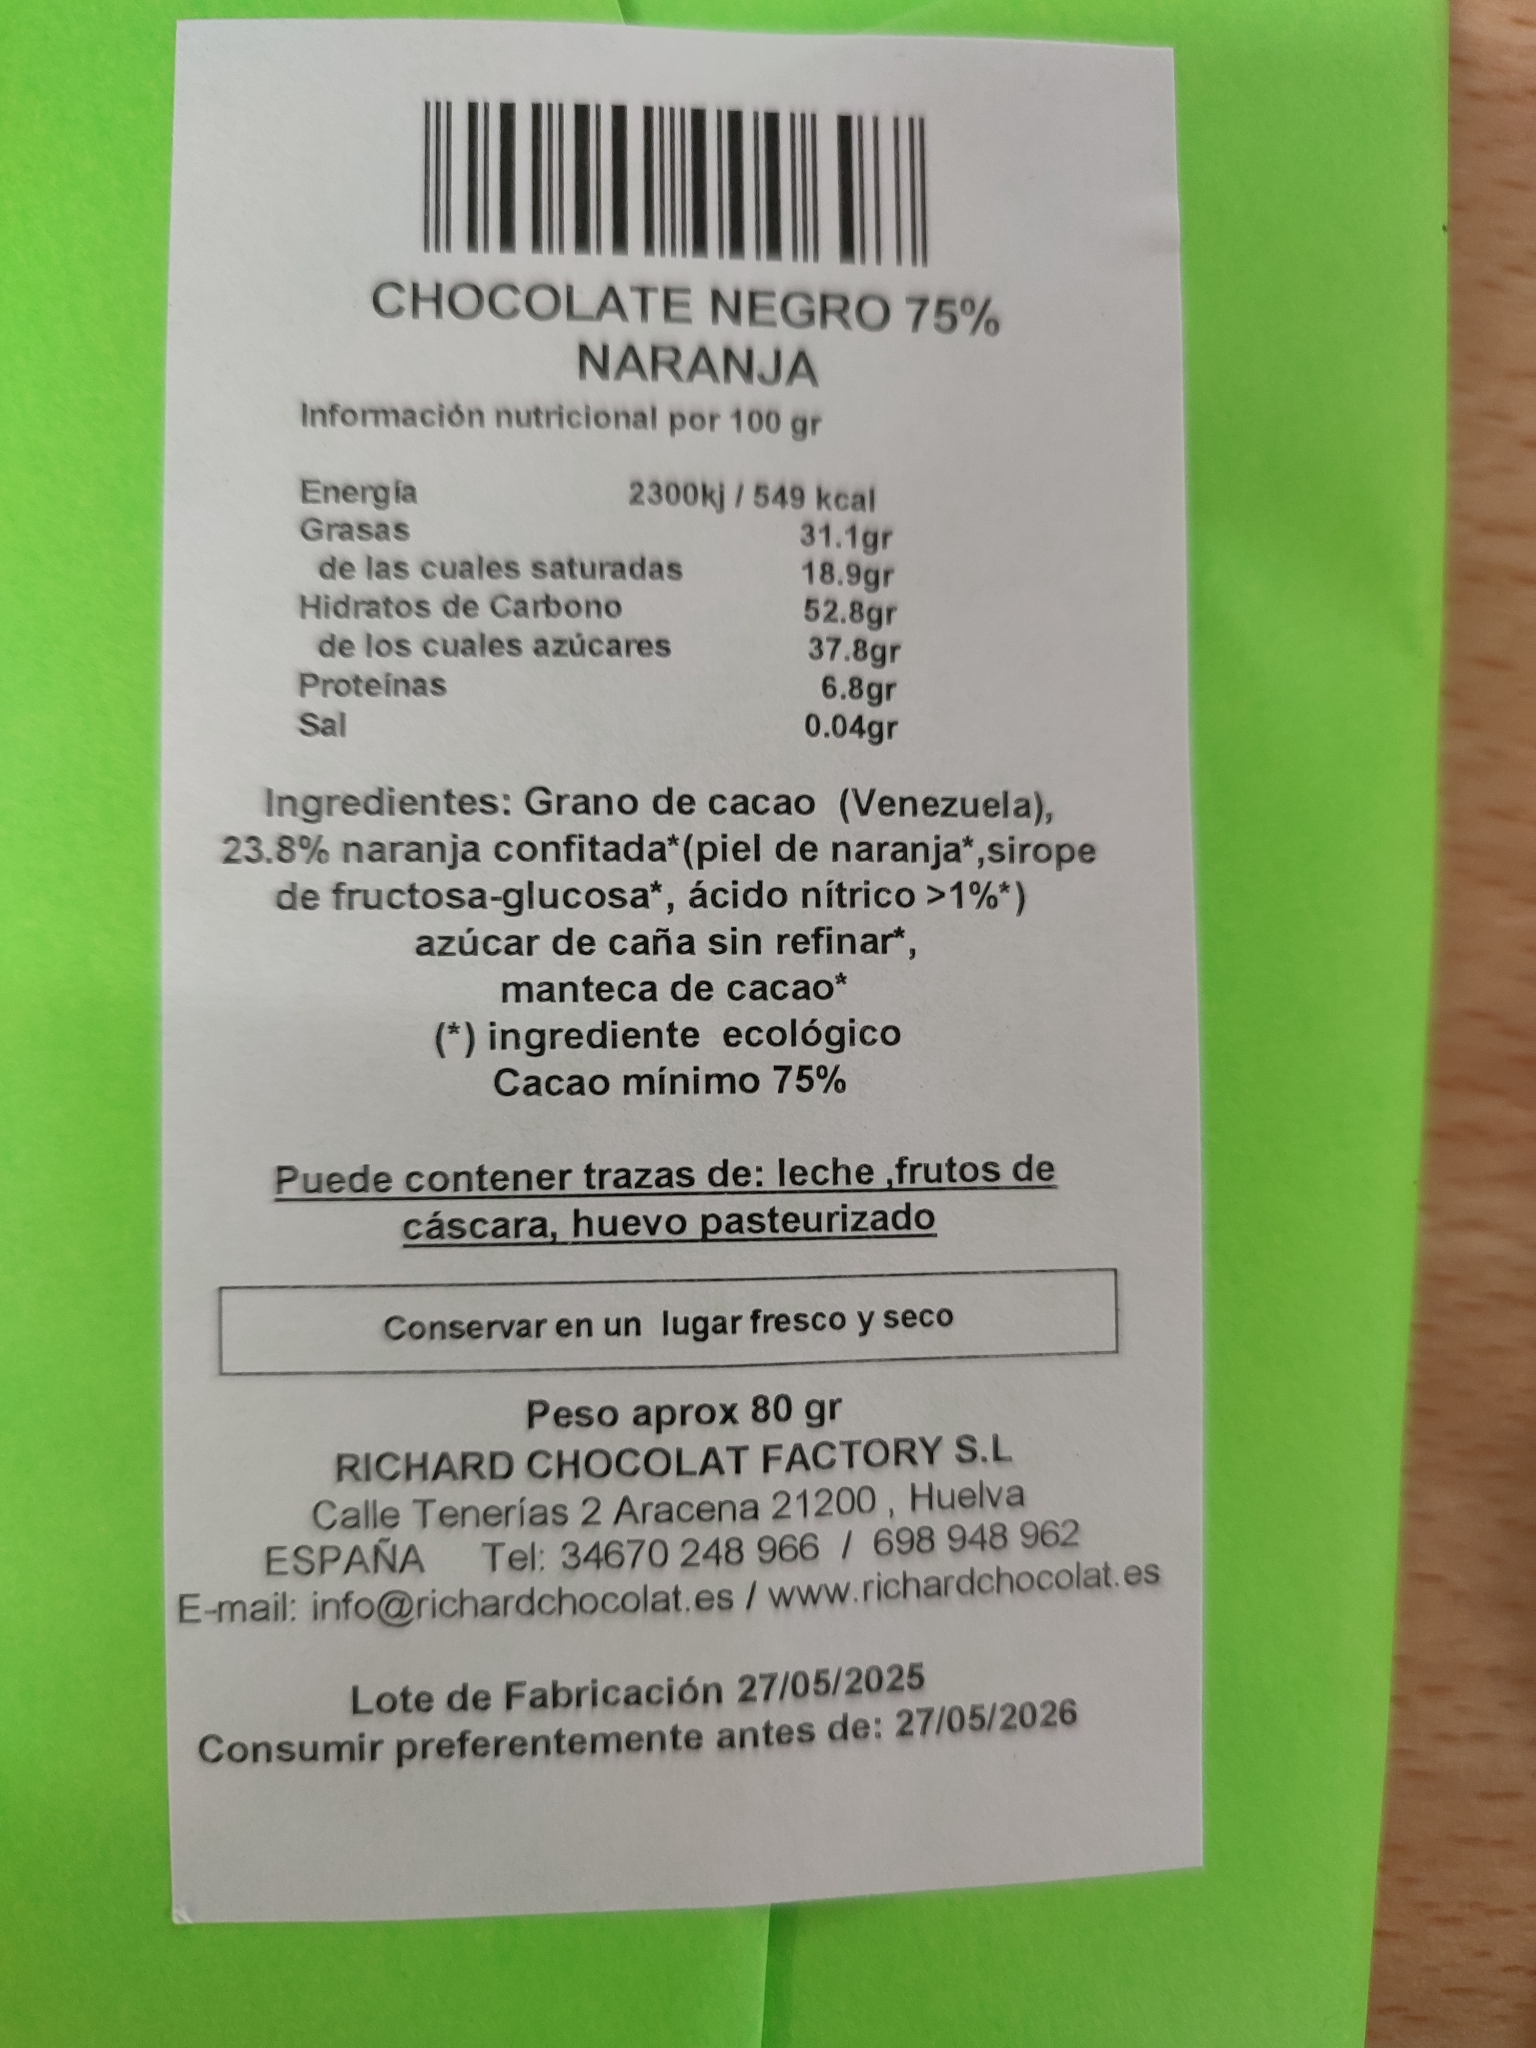 CHOCOLATE NEGRO 75%
NARANJA
Información nutricional por 100 gr
Energía 2300kj / 549 kcal
Grasas 31.1gr
de las cuales saturadas 18.9gr
Hidratos de Carbono 52.8gr
de los cuales azúcares 37.8gr
Proteínas 6.8gr
Sal 0.04gr
Ingredientes: Grano de cacao (Venezuela),
23.8% naranja confitada*(piel de naranja*,sirope
de fructosa-glucosa*, ácido nítrico >1%*)
azúcar de caña sin refinar*,
manteca de cacao*
(*) ingrediente ecológico
Cacao mínimo 75%
Puede contener trazas de: leche ,frutos de
cáscara, huevo pasteurizado
Conservar en un lugar fresco y seco
Peso aprox 80 gr
RICHARD CHOCOLAT FACTORY S.L
Calle Tenerías 2 Aracena 21200 , Huelva
ESPAÑA Tel: 34670 248 966 / 698 948 962
E-mail: info@richardchocolat.es / www.richardchocolat.es
Lote de Fabricación 27/05/2025
Consumir preferentemente antes de: 27/05/2026